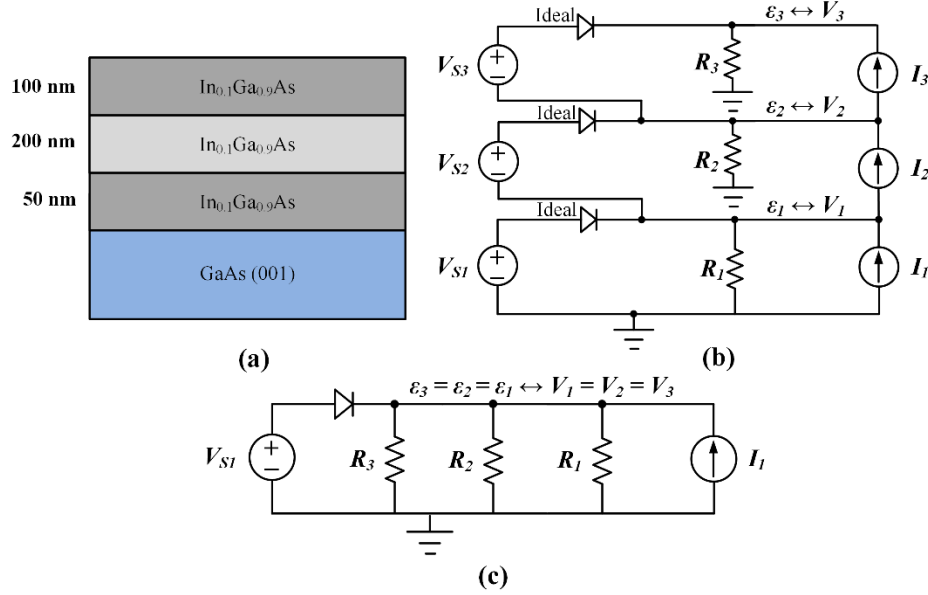 100 nm
In0.1Ga0.9As
200 nm
In0.1Ga0.9As
50 nm
In0.1Ga0.9As
GaAs (001)
(a)
Ideal
ε3 ↔ V3
VS3
+
−
R3
I3
Ideal
ε2 ↔ V2
VS2
+
−
R2
I2
Ideal
ε1 ↔ V1
VS1
+
−
R1
I1
(b)
ε3 = ε2 = ε1 ↔ V1 = V2 = V3
VS1
+
−
R3
R2
R1
I1
(c)